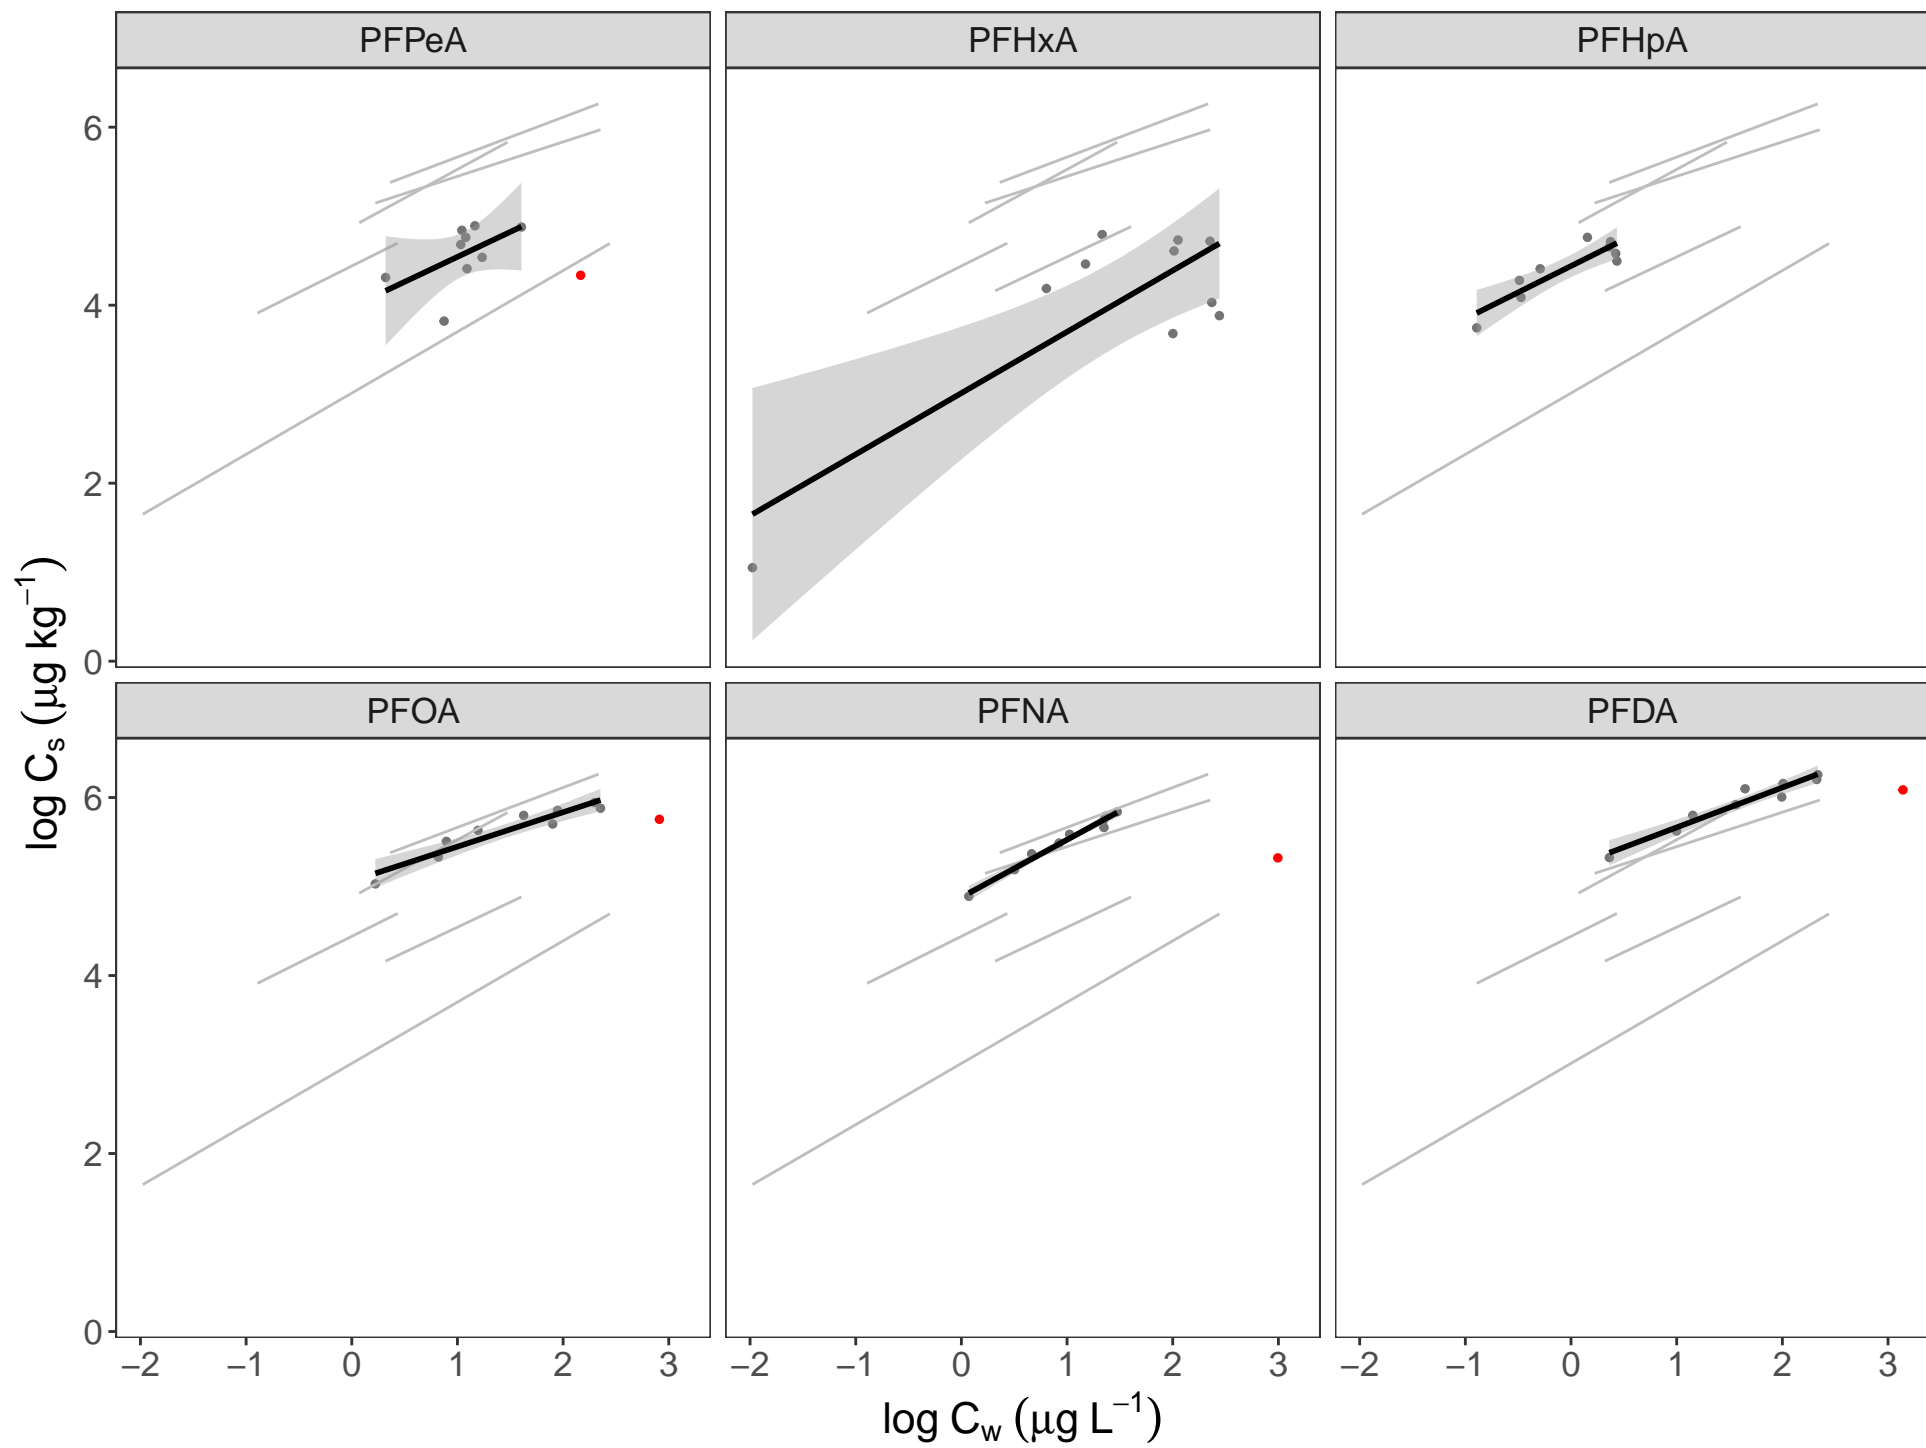 PFPeA PFHxA PFHpA
6
4
2
0
log Cₛ (μg kg⁻¹)
PFOA PFNA PFDA
6
4
2
0
−2 −1 0 1 2 3 −2 −1 0 1 2 3 −2 −1 0 1 2 3
log C_w (μg L⁻¹)